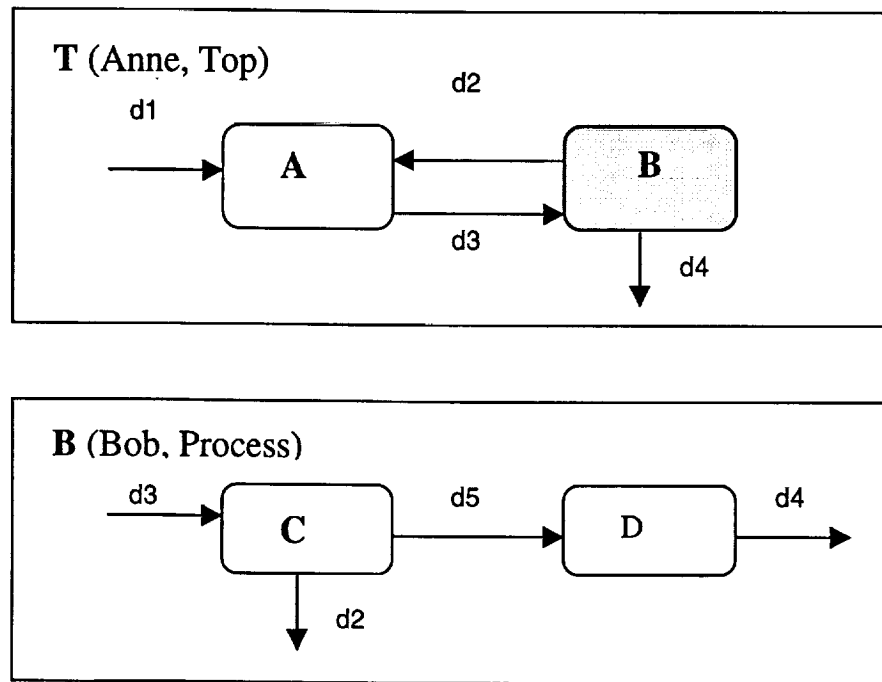 T (Anne, Top)
d1
d2
A
B
d3
d4
B (Bob, Process)
d3
d5
d4
C
D
d2